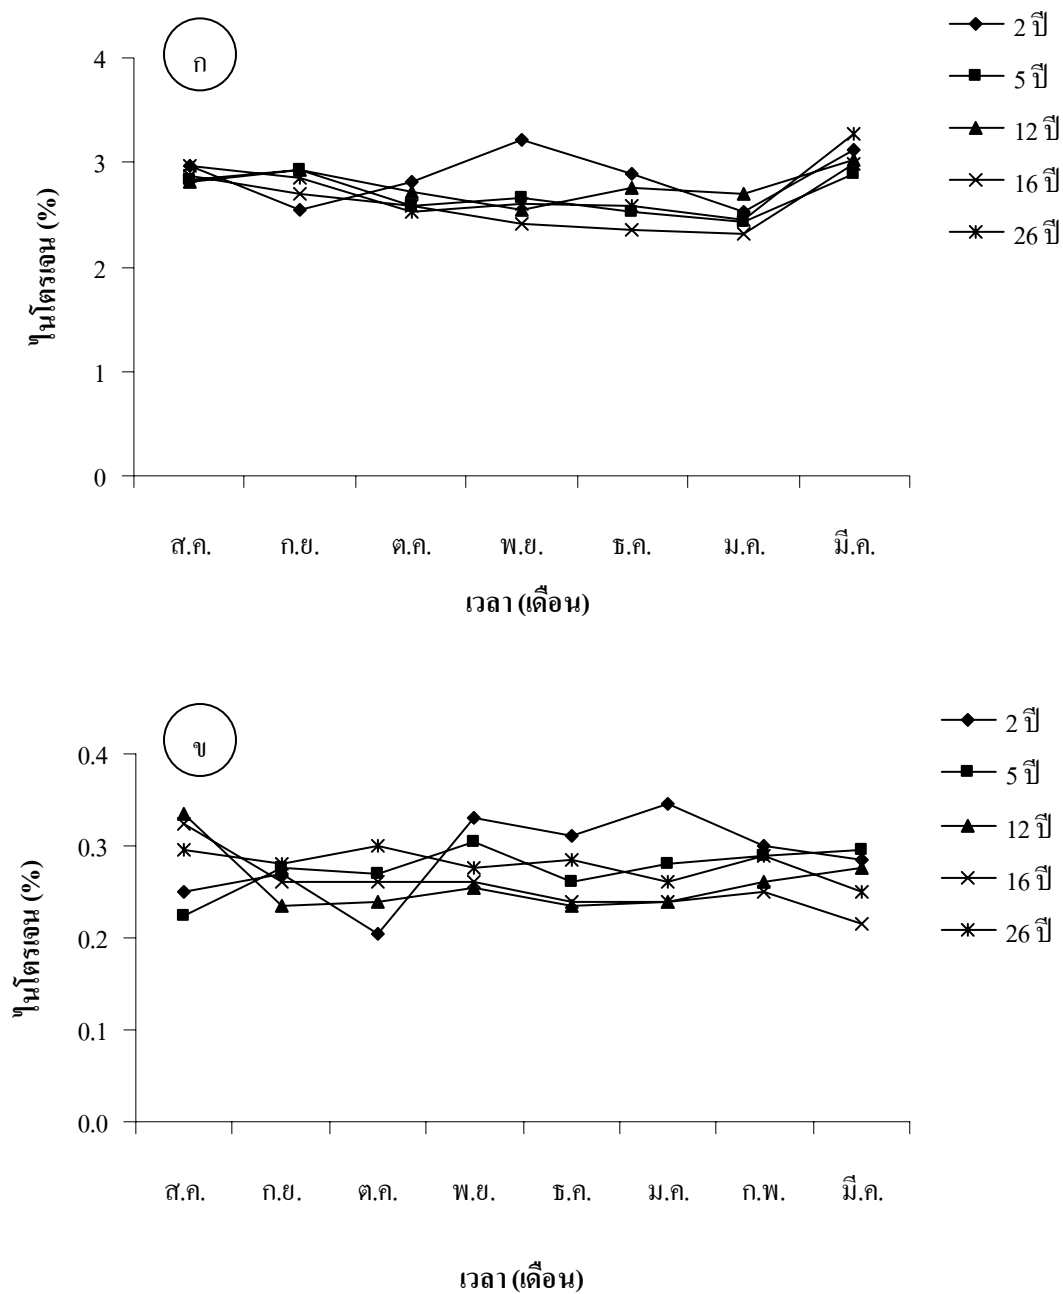 ก
2 ปี
5 ปี
12 ปี
16 ปี
26 ปี
4
3
2
1
0
ไนโตรเจน (%)
ส.ค. ก.ย. ต.ค. พ.ย. ธ.ค. ม.ค. มี.ค.
เวลา (เดือน)
ข
2 ปี
5 ปี
12 ปี
16 ปี
26 ปี
0.4
0.3
0.2
0.1
0.0
ไนโตรเจน (%)
ส.ค. ก.ย. ต.ค. พ.ย. ธ.ค. ม.ค. ก.พ. มี.ค.
เวลา (เดือน)